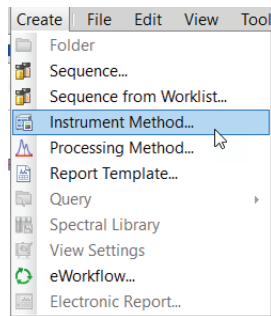 Create File Edit View Tool
Folder
Sequence...
Sequence from Worklist...
Instrument Method...
Processing Method...
Report Template...
Query
Spectral Library
View Settings
eWorkflow...
Electronic Report...